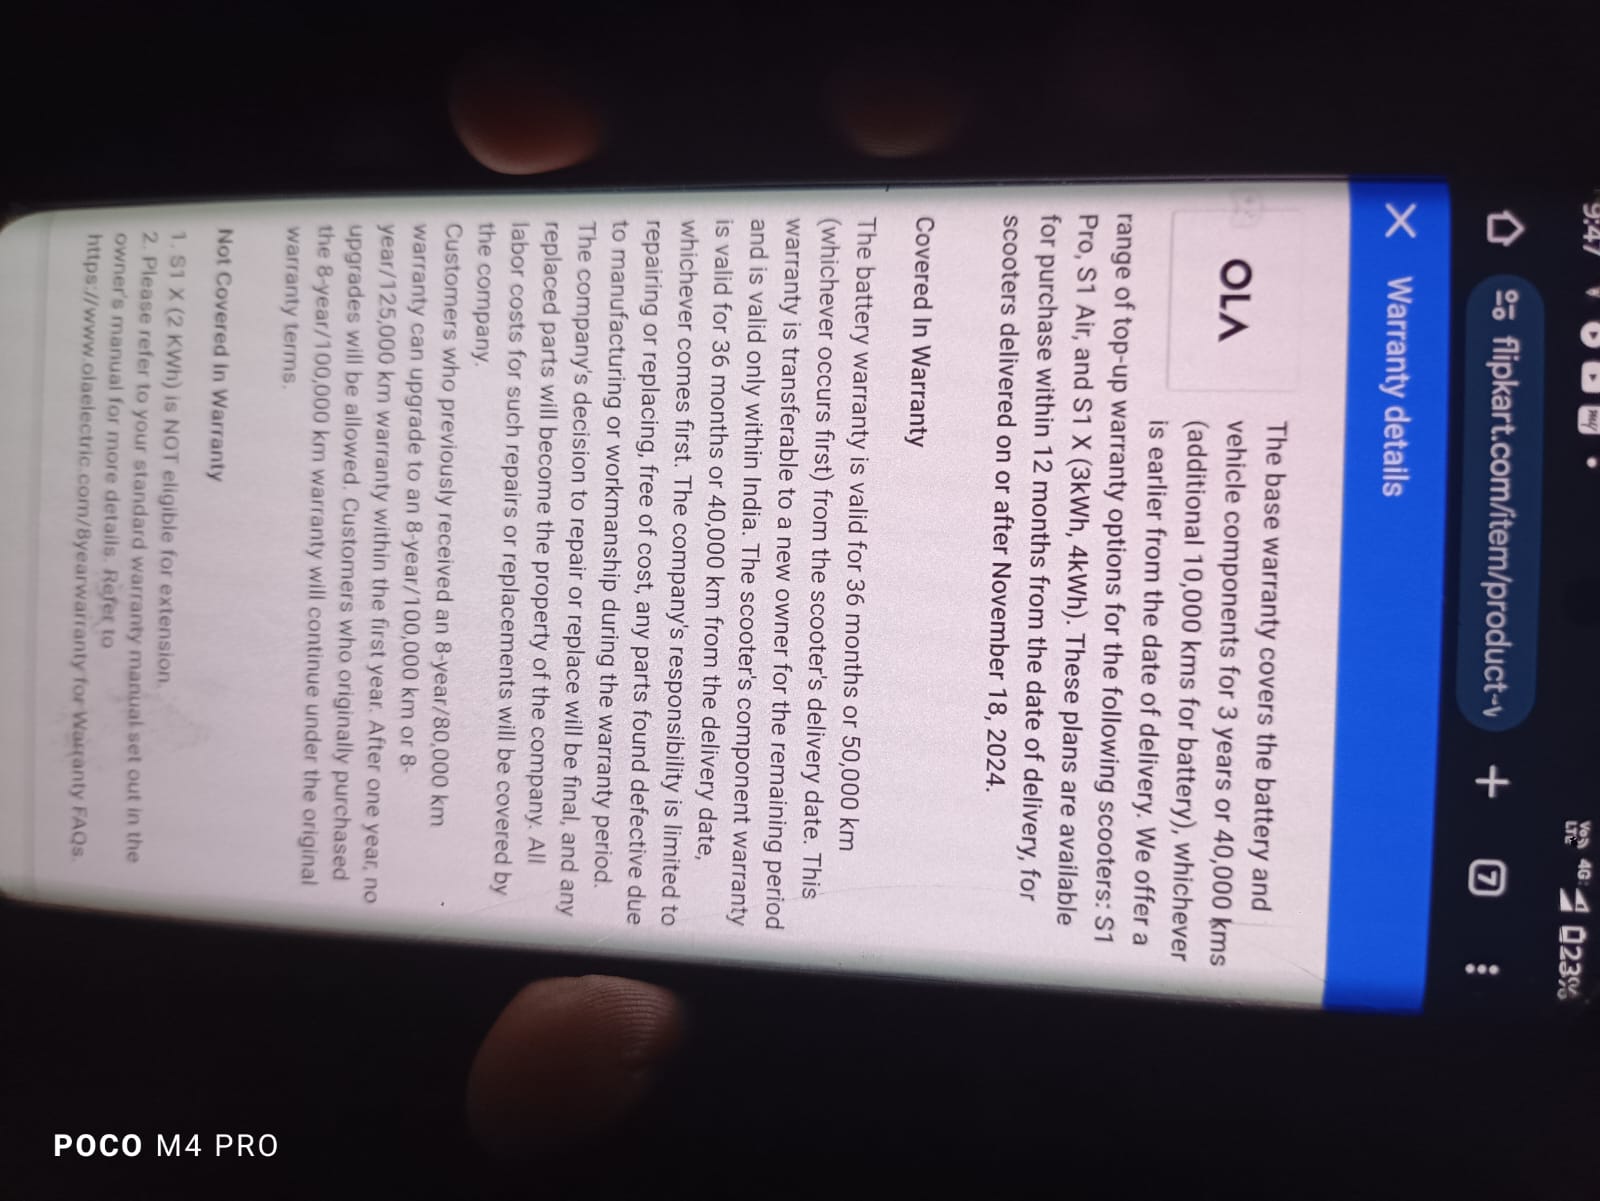 9:47
Vo)) LTE 4G 23%
flipkart.com/item/product-v
7
Warranty details
OLA
The base warranty covers the battery and
vehicle components for 3 years or 40,000 kms
(additional 10,000 kms for battery), whichever
is earlier from the date of delivery. We offer a
range of top-up warranty options for the following scooters: S1
Pro, S1 Air, and S1 X (3kWh, 4kWh). These plans are available
for purchase within 12 months from the date of delivery, for
scooters delivered on or after November 18, 2024.
Covered In Warranty
The battery warranty is valid for 36 months or 50,000 km
(whichever occurs first) from the scooter's delivery date. This
warranty is transferable to a new owner for the remaining period
and is valid only within India. The scooter's component warranty
is valid for 36 months or 40,000 km from the delivery date,
whichever comes first. The company's responsibility is limited to
repairing or replacing, free of cost, any parts found defective due
to manufacturing or workmanship during the warranty period.
The company's decision to repair or replace will be final, and any
replaced parts will become the property of the company. All
labor costs for such repairs or replacements will be covered by
the company.
Customers who previously received an 8-year/80,000 km
warranty can upgrade to an 8-year/100,000 km or 8-
year/125,000 km warranty within the first year. After one year, no
upgrades will be allowed. Customers who originally purchased
the 8-year/100,000 km warranty will continue under the original
warranty terms.
Not Covered In Warranty
1. S1 X (2 KWh) is NOT eligible for extension.
2. Please refer to your standard warranty manual set out in the
owner's manual for more details. Refer to
https://www.olaelectric.com/8yearwarranty for Warranty FAQs.
POCO M4 PRO